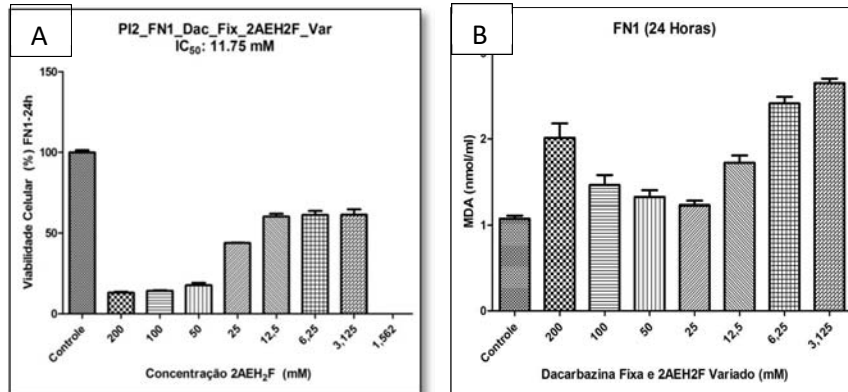 A
PI2_FN1_Dac_Fix_2AEH2F_Var
IC₅₀: 11.75 mM
Viabilidade Celular (%) FN1-24h
150
100
50
0
Controle
200
100
50
25
12,5
6,25
3,125
1,562
Concentração 2AEH₂F (mM)
B
FN1 (24 Horas)
MDA (nmol/ml)
2
1
0
Controle
200
100
50
25
12,5
6,25
3,125
Dacarbazina Fixa e 2AEH2F Variado (mM)